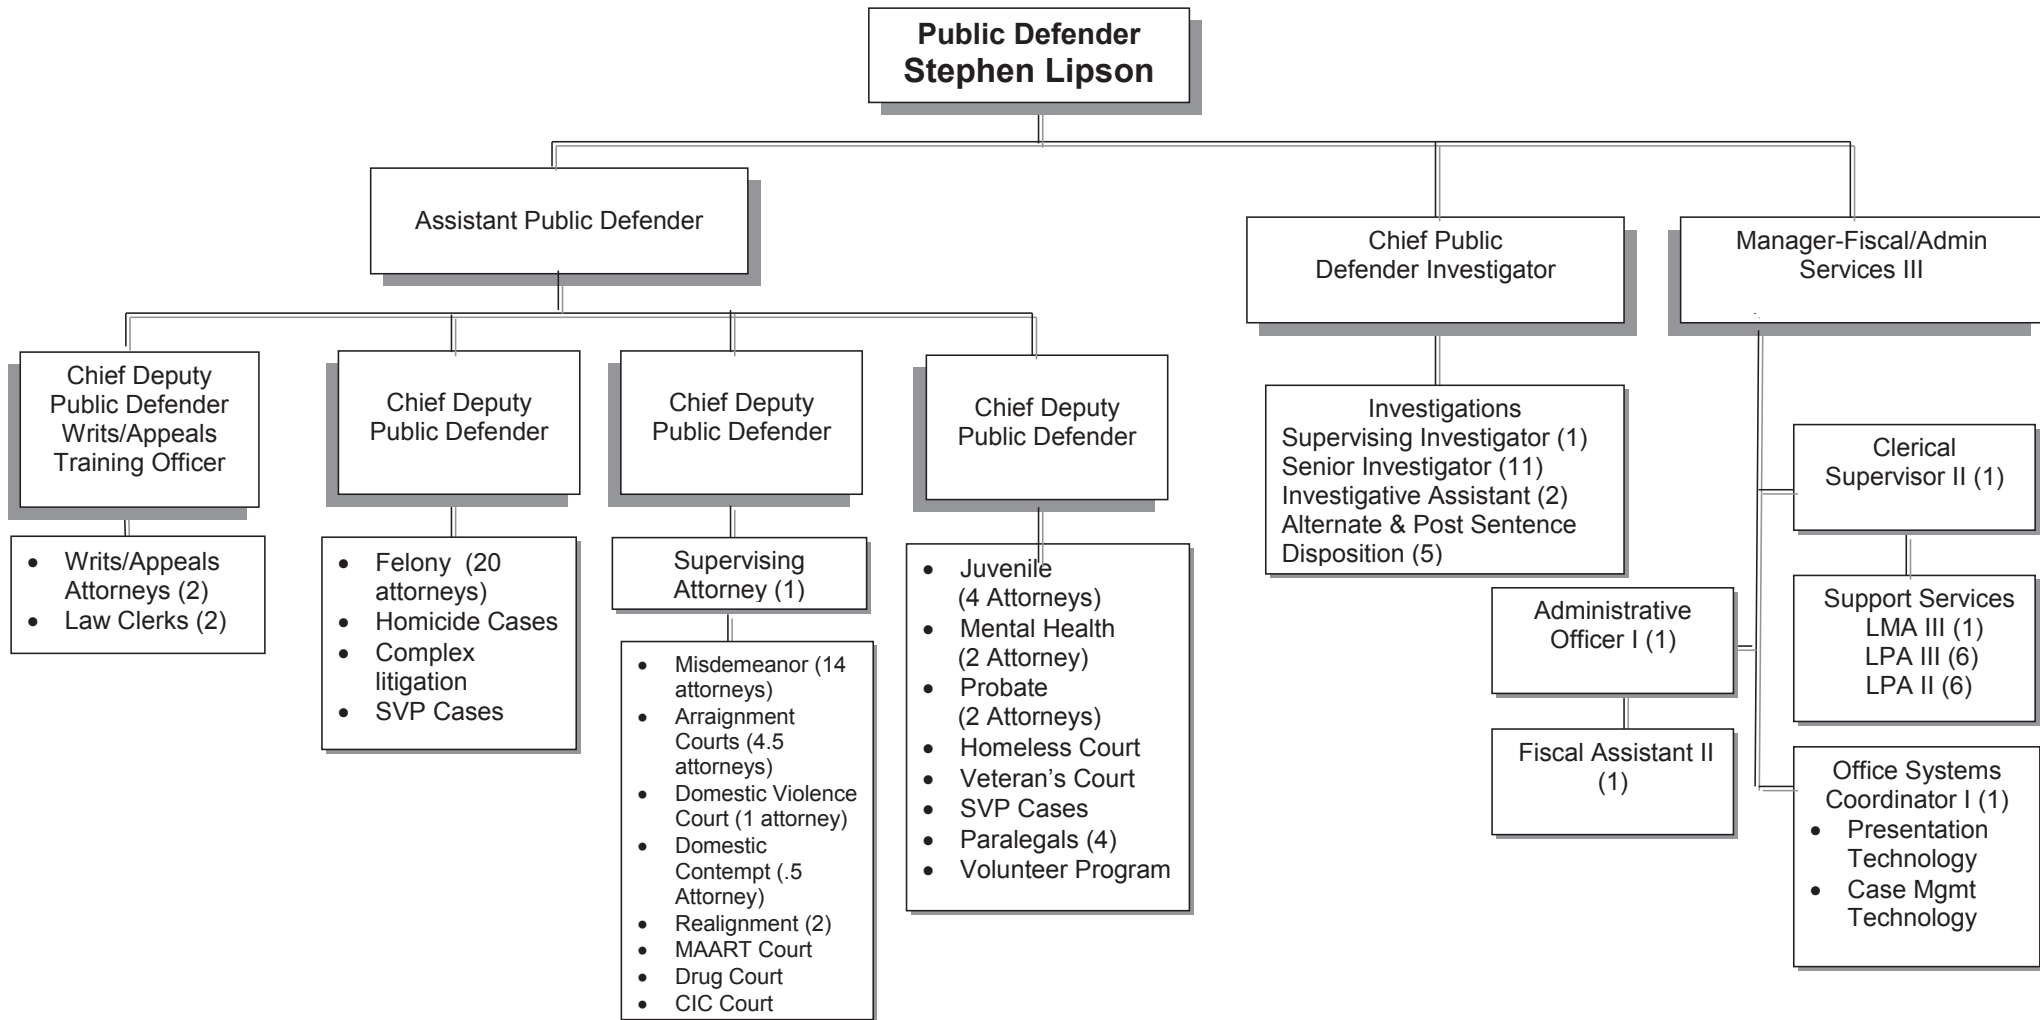 Public Defender
Stephen Lipson
Assistant Public Defender
Chief Public
Defender Investigator
Manager-Fiscal/Admin
Services III
Chief Deputy
Public Defender
Writs/Appeals
Training Officer
Chief Deputy
Public Defender
Chief Deputy
Public Defender
Chief Deputy
Public Defender
• Writs/Appeals
Attorneys (2)
• Law Clerks (2)
• Felony (20
attorneys)
• Homicide Cases
• Complex
litigation
• SVP Cases
Supervising
Attorney (1)
• Misdemeanor (14
attorneys)
• Arraignment
Courts (4.5
attorneys)
• Domestic Violence
Court (1 attorney)
• Domestic
Contempt (.5
Attorney)
• Realignment (2)
• MAART Court
• Drug Court
• CIC Court
• Juvenile
(4 Attorneys)
• Mental Health
(2 Attorney)
• Probate
(2 Attorneys)
• Homeless Court
• Veteran’s Court
• SVP Cases
• Paralegals (4)
• Volunteer Program
Investigations
Supervising Investigator (1)
Senior Investigator (11)
Investigative Assistant (2)
Alternate & Post Sentence
Disposition (5)
Clerical
Supervisor II (1)
Support Services
LMA III (1)
LPA III (6)
LPA II (6)
Administrative
Officer I (1)
Fiscal Assistant II
(1)
Office Systems
Coordinator I (1)
• Presentation
Technology
• Case Mgmt
Technology